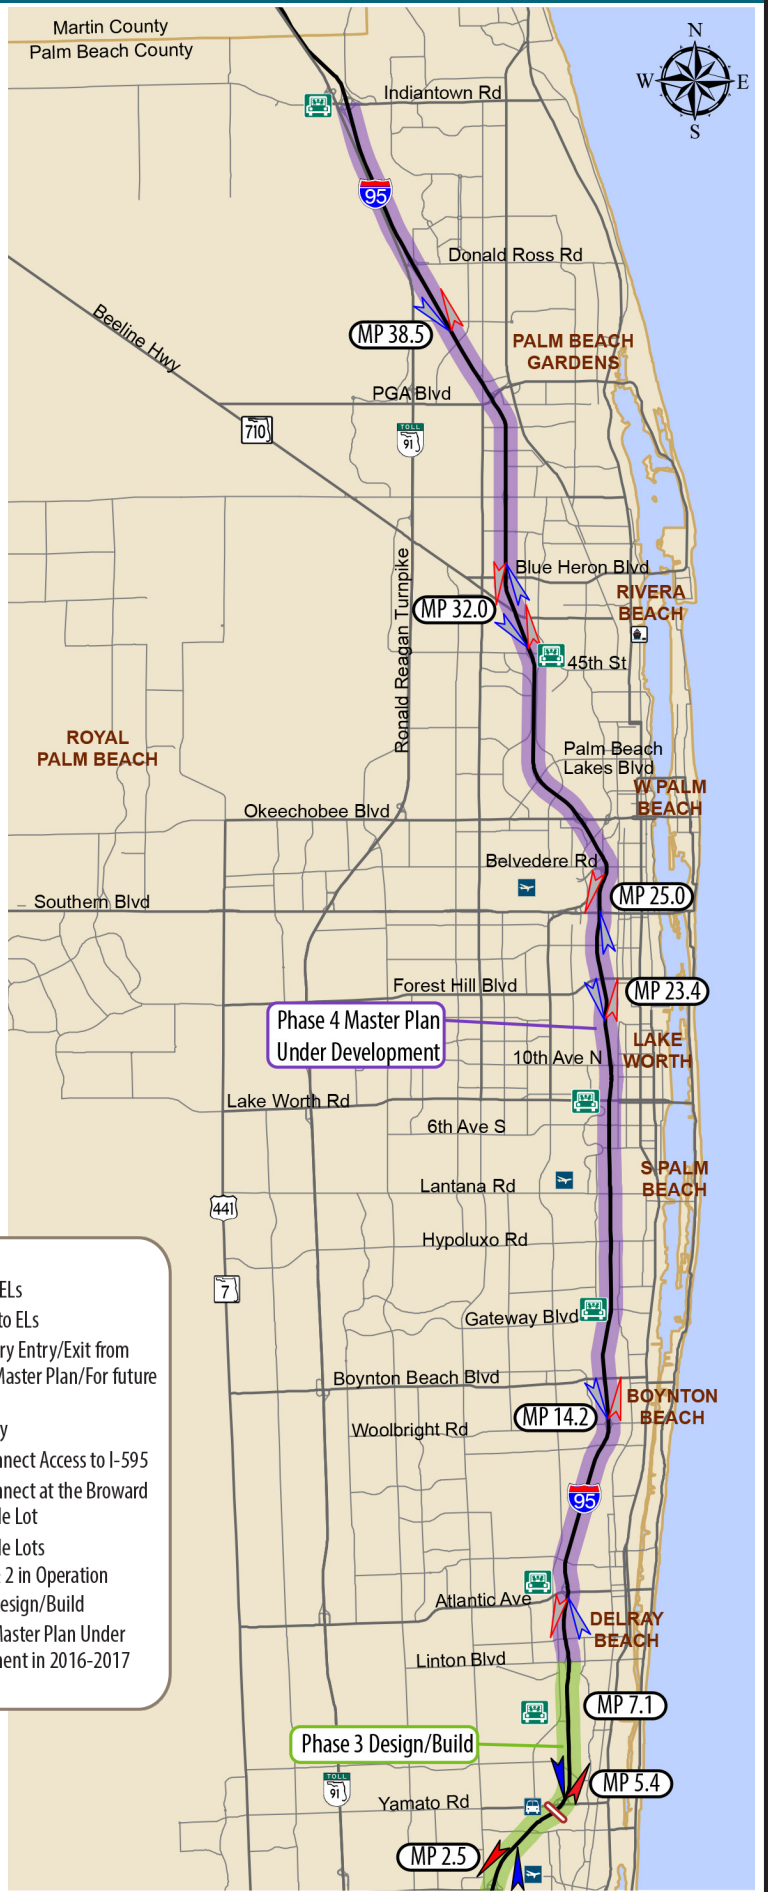 Martin County
Palm Beach County
N
W
E
S
Indiantown Rd
95
Donald Ross Rd
MP 38.5
Beeline Hwy
PALM BEACH
GARDENS
PGA Blvd
710
TOLL
91
Ronald Reagan Turnpike
Blue Heron Blvd
RIVERA
BEACH
MP 32.0
45th St
ROYAL
PALM BEACH
Palm Beach
Lakes Blvd
W PALM
BEACH
Okeechobee Blvd
Belvedere Rd
MP 25.0
Southern Blvd
Forest Hill Blvd
MP 23.4
Phase 4 Master Plan
Under Development
LAKE
WORTH
10th Ave N
Lake Worth Rd
6th Ave S
S PALM
BEACH
Lantana Rd
441
Hypoluxo Rd
7
ELs
to ELs
Gateway Blvd
ry Entry/Exit from
Master Plan/For future
Boynton Beach Blvd
BOYNTON
BEACH
MP 14.2
Woolbright Rd
y
nnect Access to I-595
nnect at the Broward
le Lot
95
le Lots
2 in Operation
esign/Build
Master Plan Under
ment in 2016-2017
Atlantic Ave
DELRAY
BEACH
Linton Blvd
MP 7.1
Phase 3 Design/Build
TOLL
91
MP 5.4
Yamato Rd
MP 2.5